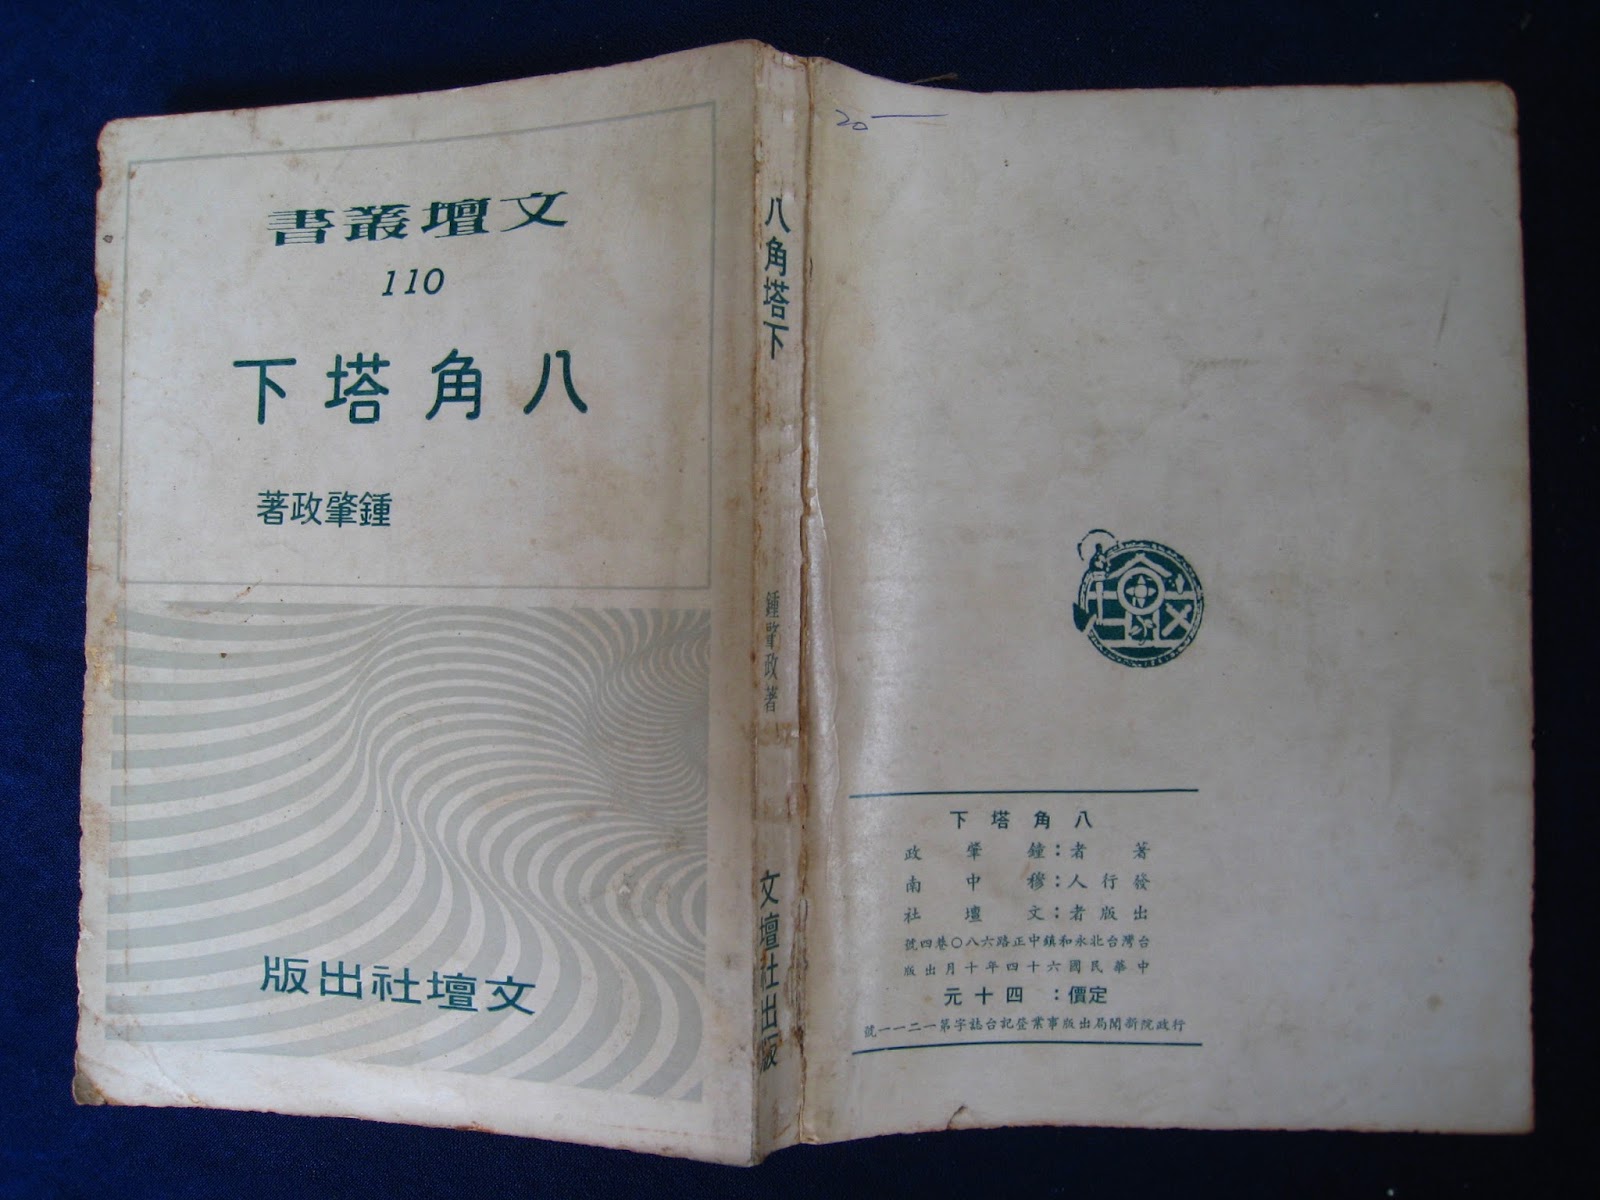 文壇叢書
110
八角塔下
鍾肇政著
文壇社出版
八角塔下
鍾肇政著
文壇社出版
20—
八角塔下
著者：鍾肇政
發行人：穆中南
出版者：文壇社
台灣台北永和鎮中正路六八〇巷四號
中華民國六十四年十月出版
定價：四十元
行政院新聞局出版事業登記台誌字第一二一一號